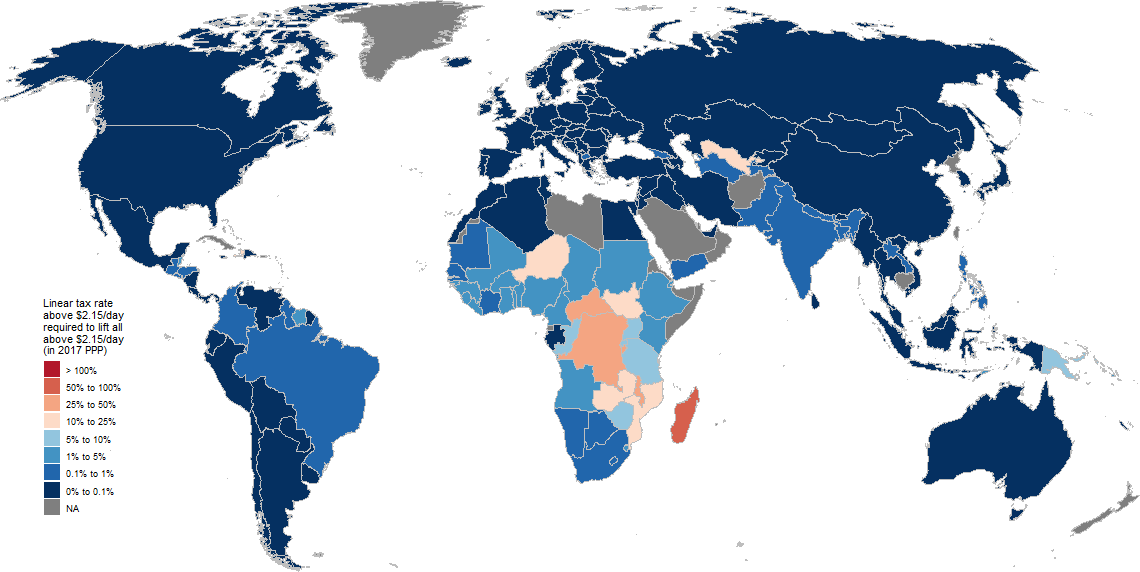 Linear tax rate
above $2.15/day
required to lift all
above $2.15/day
(in 2017 PPP)
> 100%
50% to 100%
25% to 50%
10% to 25%
5% to 10%
1% to 5%
0.1% to 1%
0% to 0.1%
NA